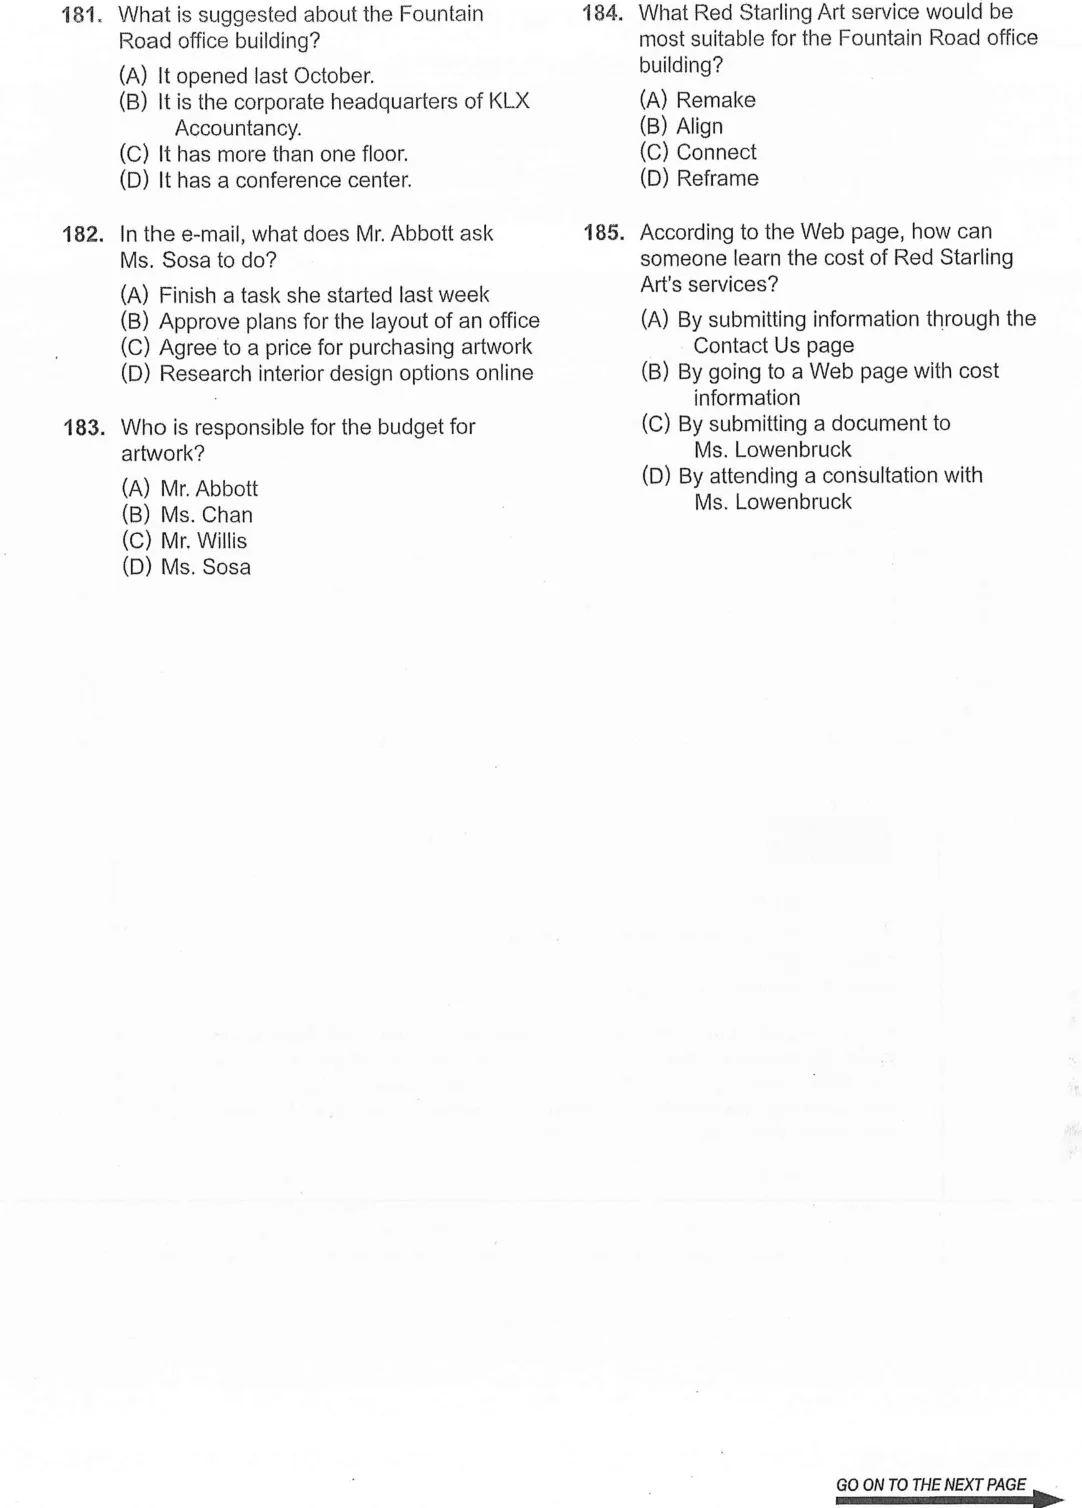 181. What is suggested about the Fountain
Road office building?
(A) It opened last October.
(B) It is the corporate headquarters of KLX
Accountancy.
(C) It has more than one floor.
(D) It has a conference center.
182. In the e-mail, what does Mr. Abbott ask
Ms. Sosa to do?
(A) Finish a task she started last week
(B) Approve plans for the layout of an office
(C) Agree to a price for purchasing artwork
(D) Research interior design options online
183. Who is responsible for the budget for
artwork?
(A) Mr. Abbott
(B) Ms. Chan
(C) Mr. Willis
(D) Ms. Sosa
184. What Red Starling Art service would be
most suitable for the Fountain Road office
building?
(A) Remake
(B) Align
(C) Connect
(D) Reframe
185. According to the Web page, how can
someone learn the cost of Red Starling
Art's services?
(A) By submitting information through the
Contact Us page
(B) By going to a Web page with cost
information
(C) By submitting a document to
Ms. Lowenbruck
(D) By attending a consultation with
Ms. Lowenbruck
GO ON TO THE NEXT PAGE